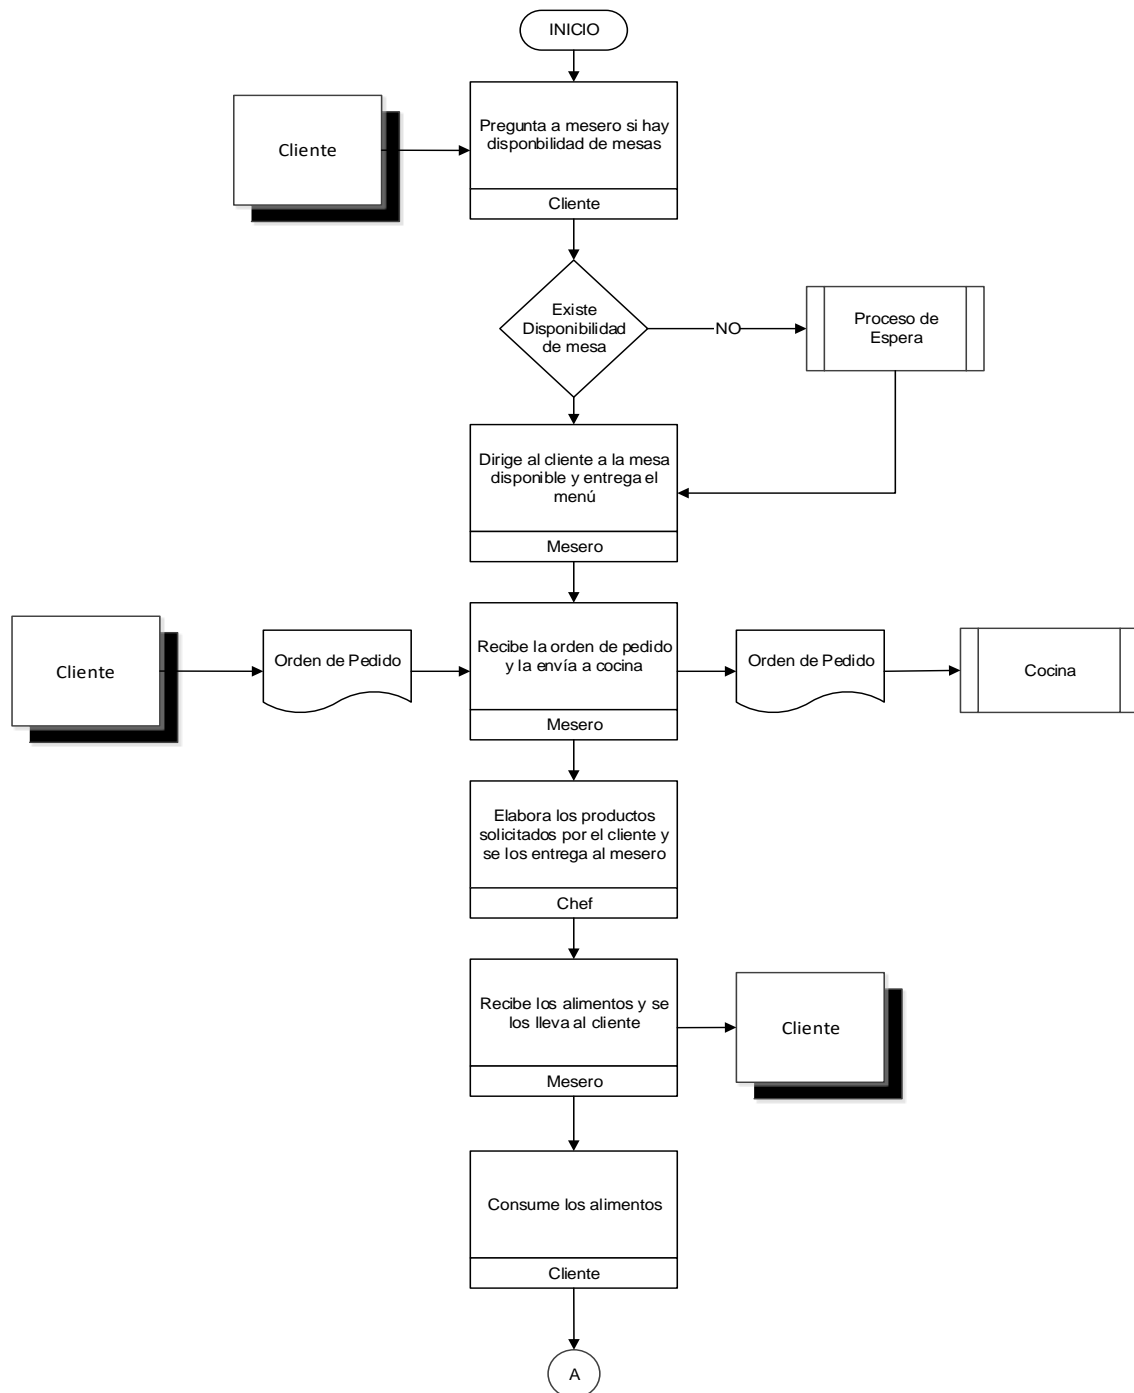 INICIO
Cliente
Pregunta a mesero si hay
disponbilidad de mesas
Cliente
Existe
Disponibilidad
de mesa
NO
Proceso de
Espera
Dirige al cliente a la mesa
disponible y entrega el
menú
Mesero
Cliente
Orden de Pedido
Recibe la orden de pedido
y la envía a cocina
Mesero
Orden de Pedido
Cocina
Elabora los productos
solicitados por el cliente y
se los entrega al mesero
Chef
Recibe los alimentos y se
los lleva al cliente
Mesero
Cliente
Consume los alimentos
Cliente
A